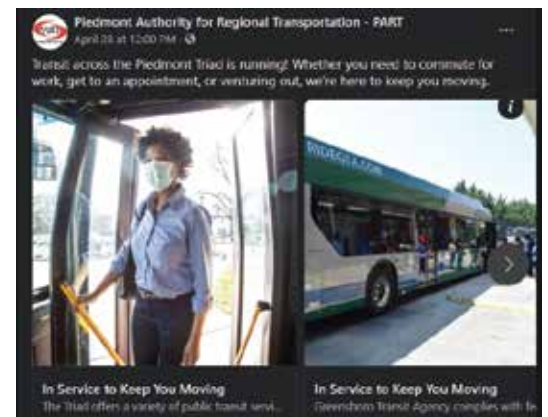 Piedmont Authority for Regional Transportation - PART
April 28 at 12:00 PM
Transit across the Piedmont Triad is running! Whether you need to commute for
work, get to an appointment, or venturing out, we're here to keep you moving.
RIDEGTA.COM
In Service to Keep You Moving
The Triad offers a variety of public transit servi...
In Service to Keep You Moving
Greensboro Transit Agency complies with fe